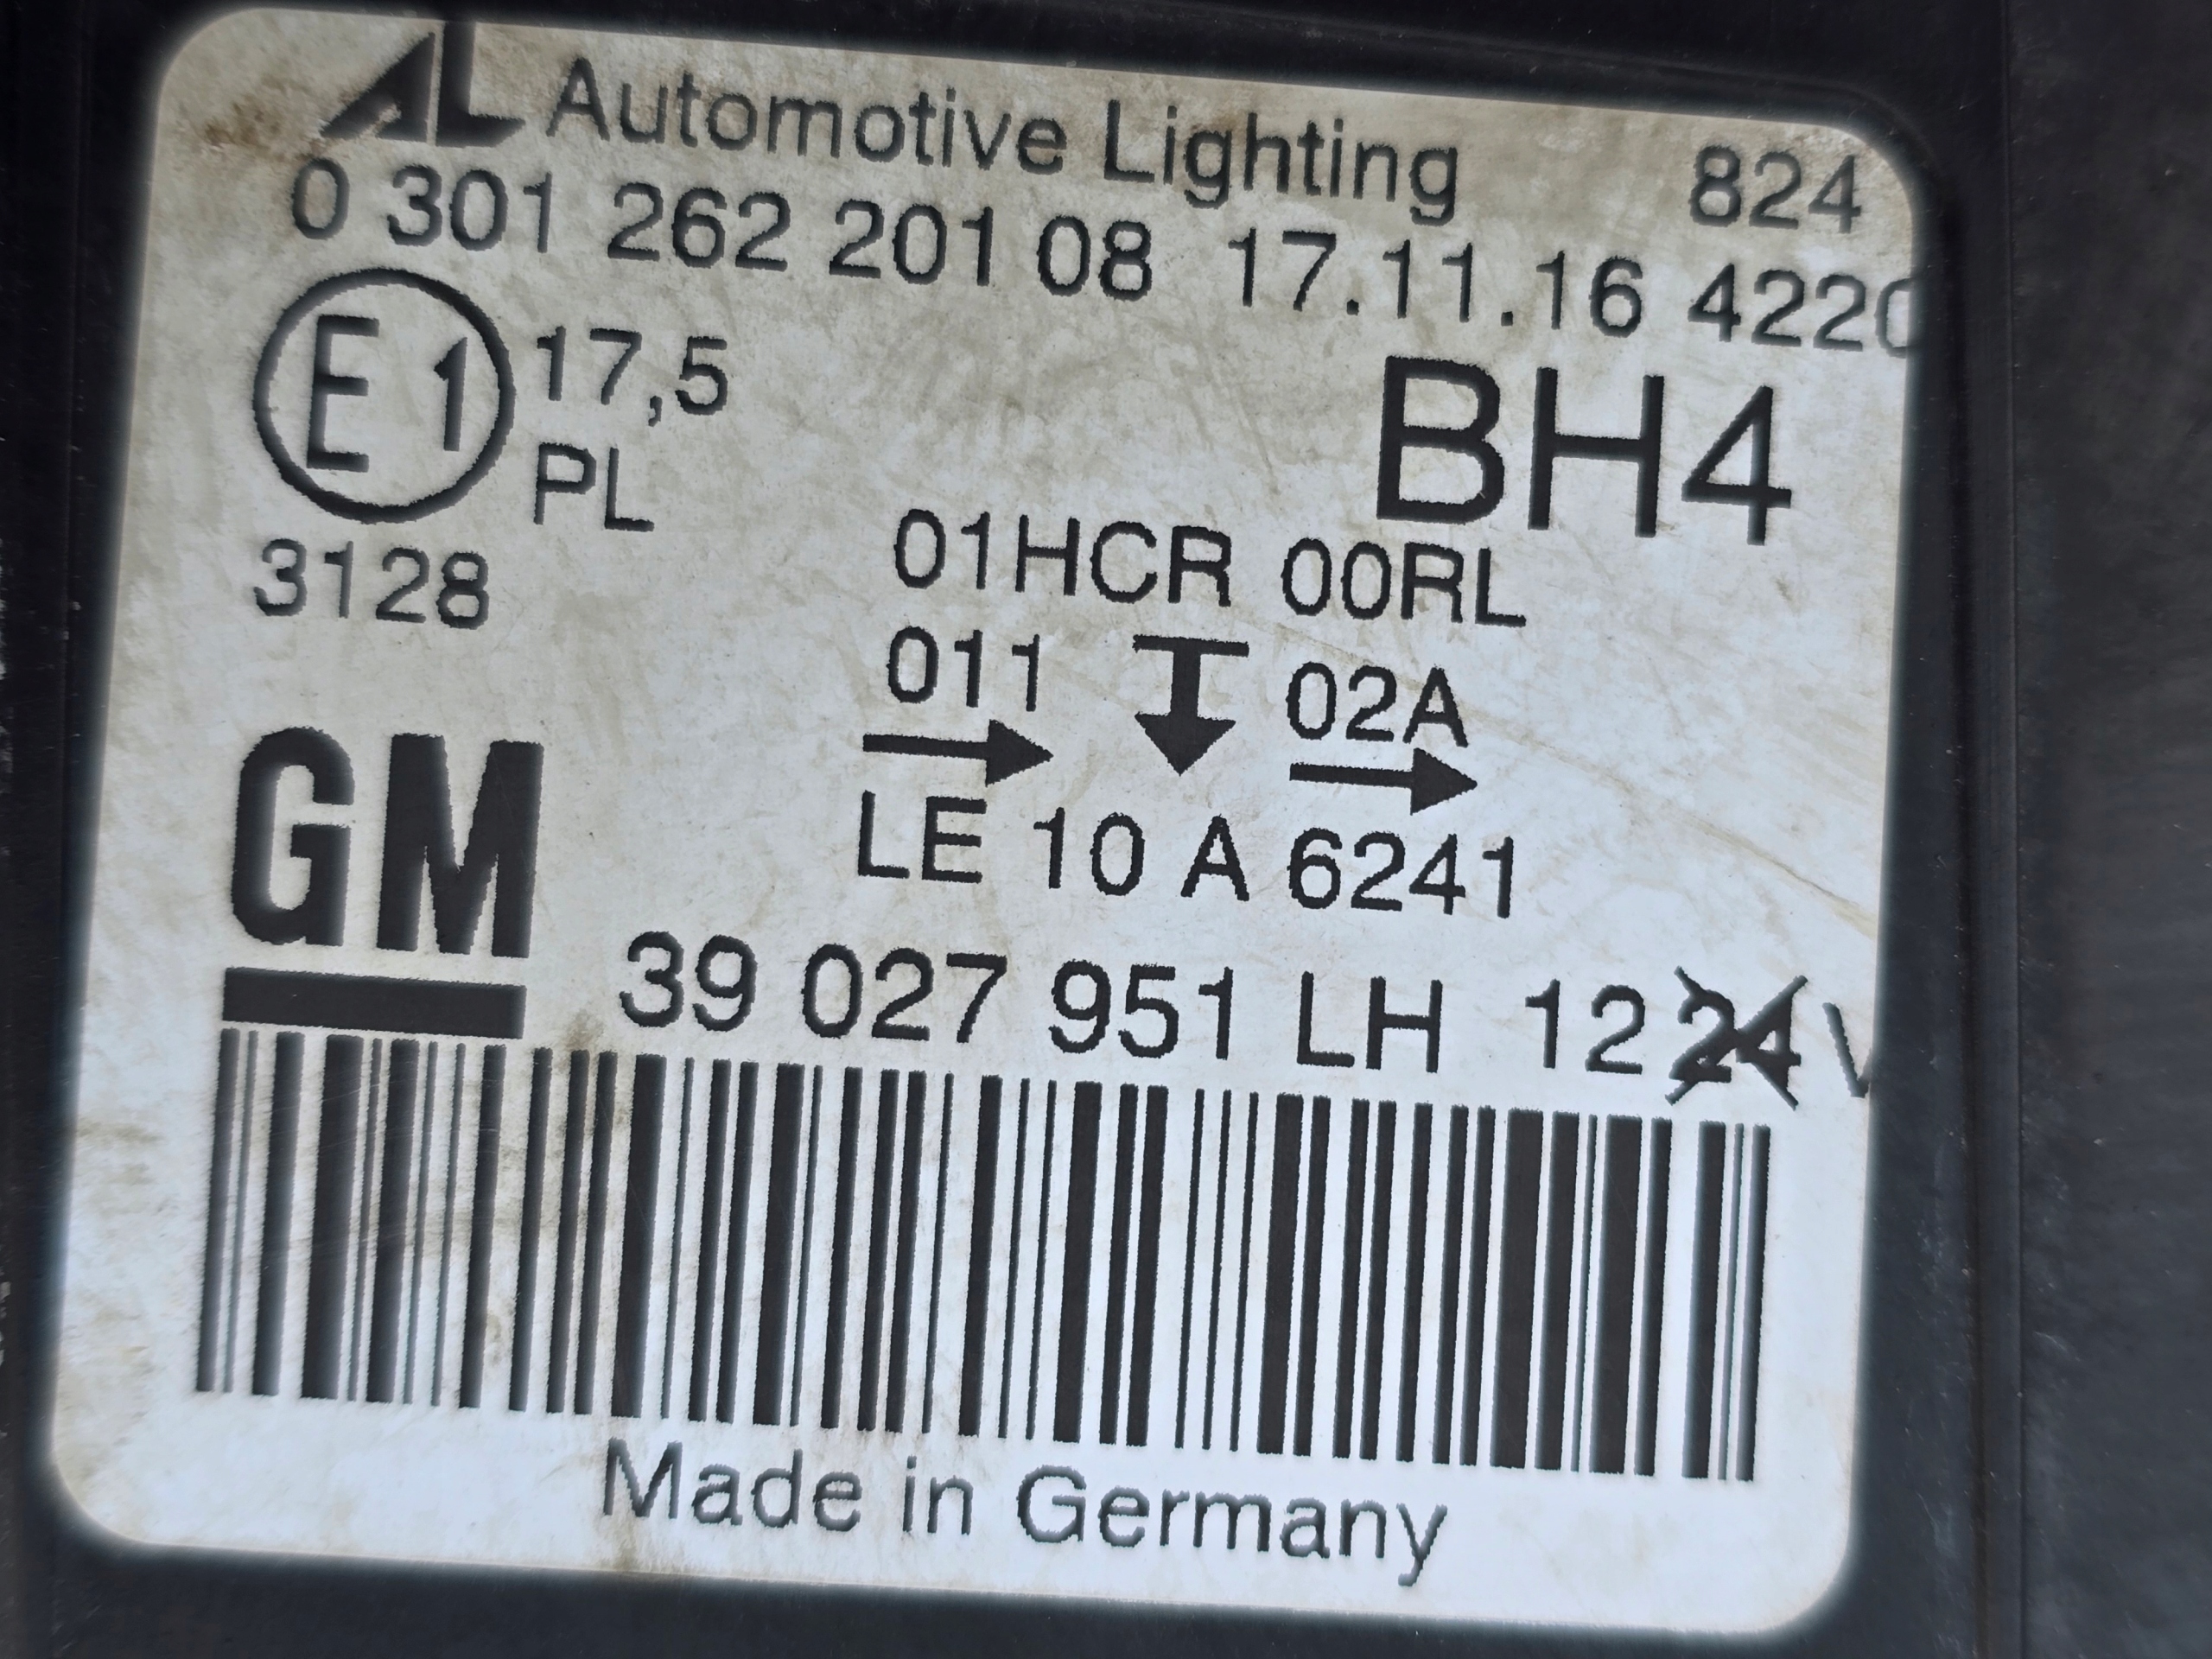 AL Automotive Lighting 824
0 301 262 201 08 17.11.16 4220
E1 17,5
PL
BH4
3128
01HCR 00RL
011 02A
→ ↓ →
LE 10 A 6241
GM
39 027 951 LH 12 24 V
Made in Germany